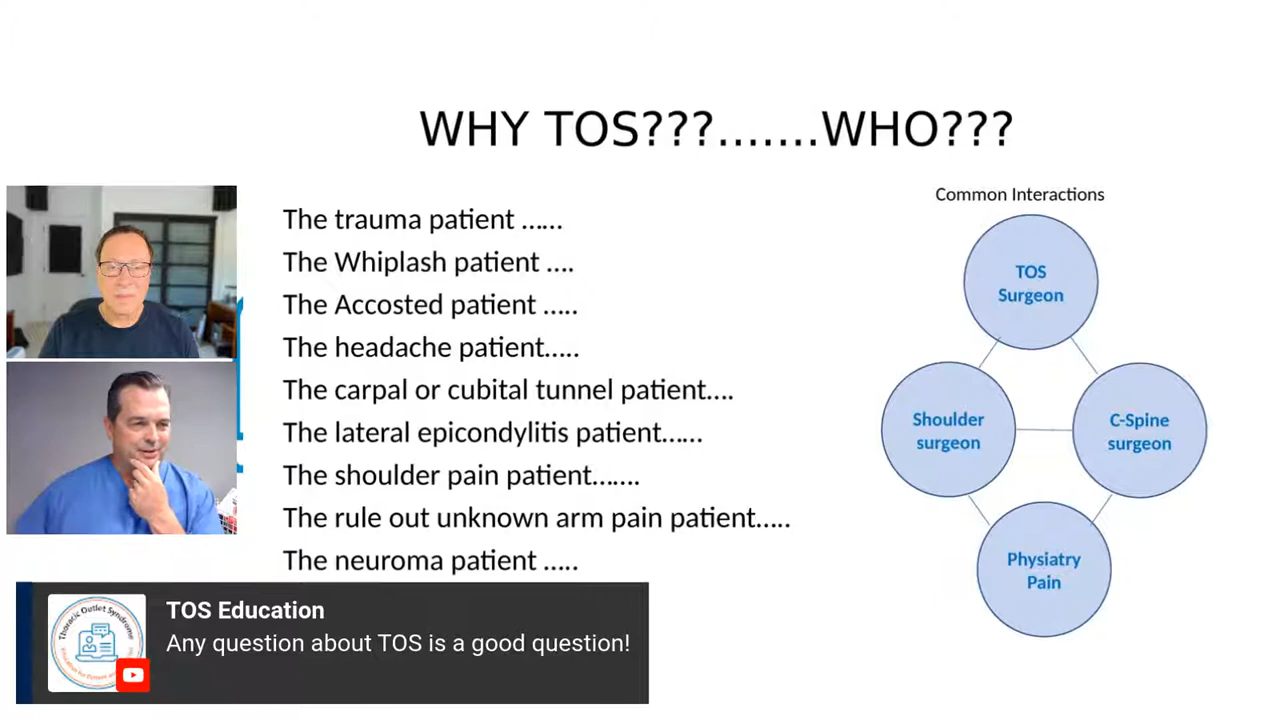 WHY TOS???.......WHO???
Common Interactions
The trauma patient ......
The Whiplash patient ....
The Accosted patient .....
The headache patient.....
The carpal or cubital tunnel patient....
The lateral epicondylitis patient......
The shoulder pain patient.......
The rule out unknown arm pain patient.....
The neuroma patient .....
TOS
Surgeon
Shoulder
surgeon
C-Spine
surgeon
Physiatry
Pain
Thoracic Outlet Syndrome
TOS Education
Any question about TOS is a good question!